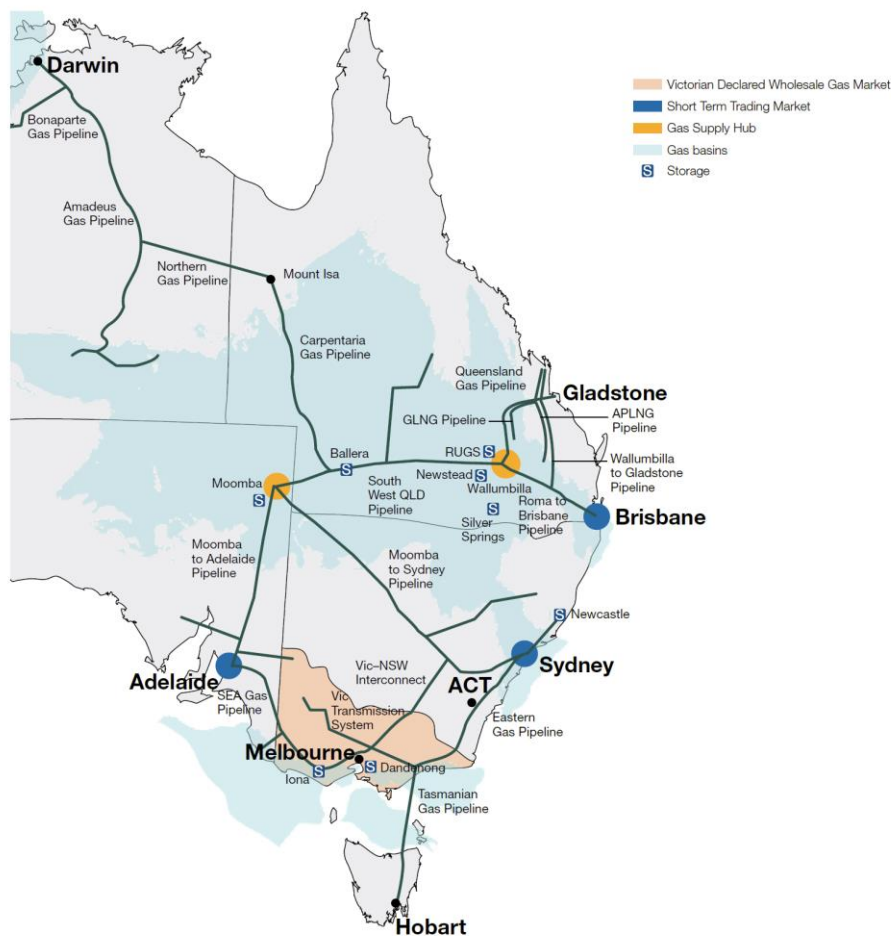 Darwin
Bonaparte
Gas Pipeline
Victorian Declared Wholesale Gas Market
Short Term Trading Market
Gas Supply Hub
Gas basins
S
Storage
Amadeus
Gas Pipeline
Northern
Gas Pipeline
Mount Isa
Carpentaria
Gas Pipeline
Queensland
Gas Pipeline
Gladstone
GLNG Pipeline
APLNG
Pipeline
Ballera
S
RUGS
S
Wallumbilla
to Gladstone
Pipeline
Moomba
S
South
West QLD
Pipeline
Newstead
S
Wallumbilla
Silver
Springs
S
Roma to
Brisbane
Pipeline
Brisbane
Moomba
to Adelaide
Pipeline
Moomba
to Sydney
Pipeline
S
Newcastle
Adelaide
SEA Gas
Pipeline
Vic–NSW
Interconnect
ACT
Sydney
Vic
Transmission
System
Eastern
Gas Pipeline
Melbourne
Iona
S
S
Dandenong
Tasmanian
Gas Pipeline
Hobart